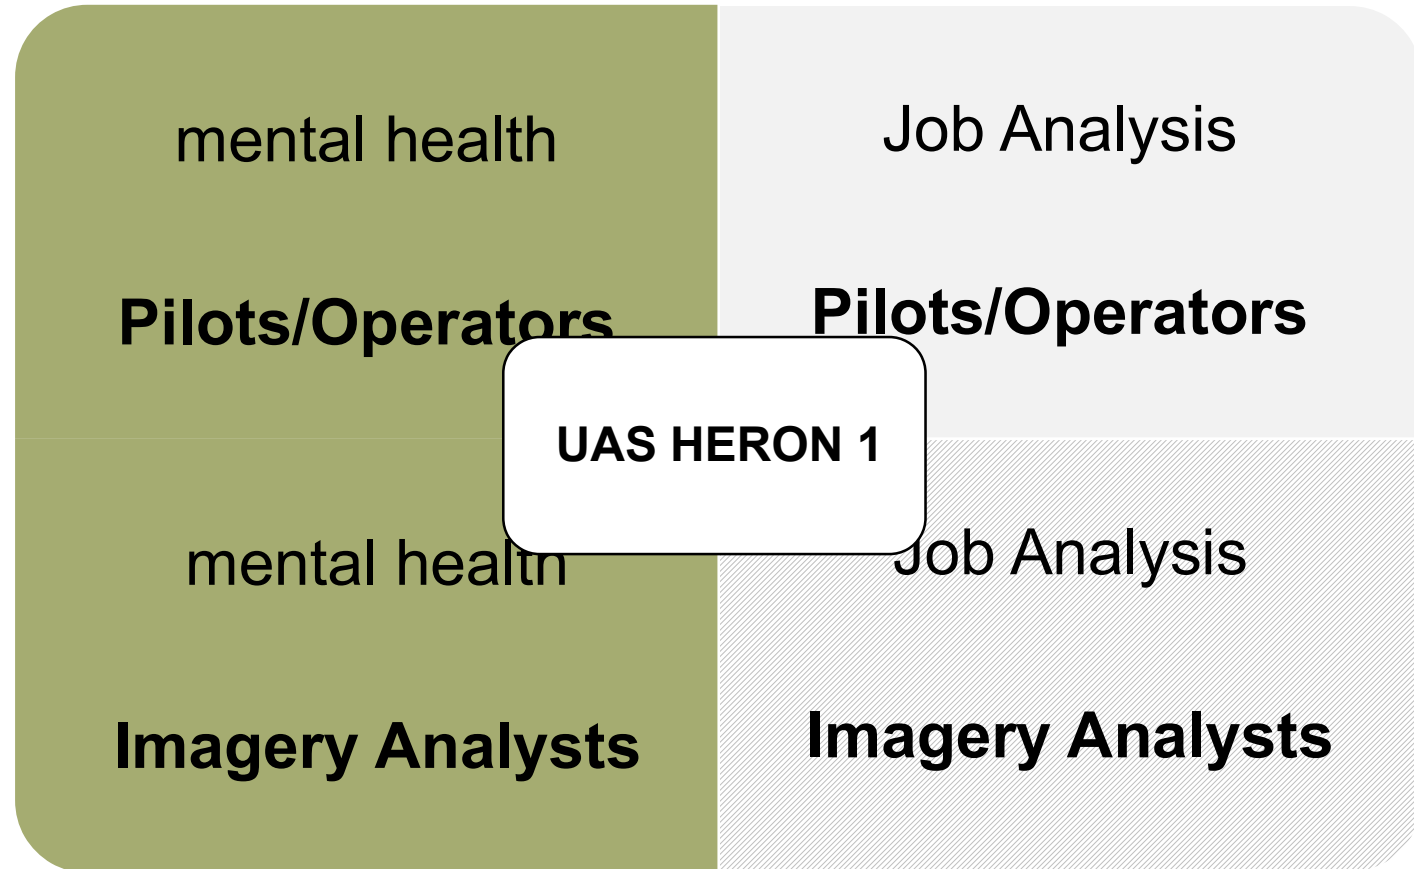 mental health
Pilots/Operators
Job Analysis
Pilots/Operators
UAS HERON 1
mental health
Imagery Analysts
Job Analysis
Imagery Analysts